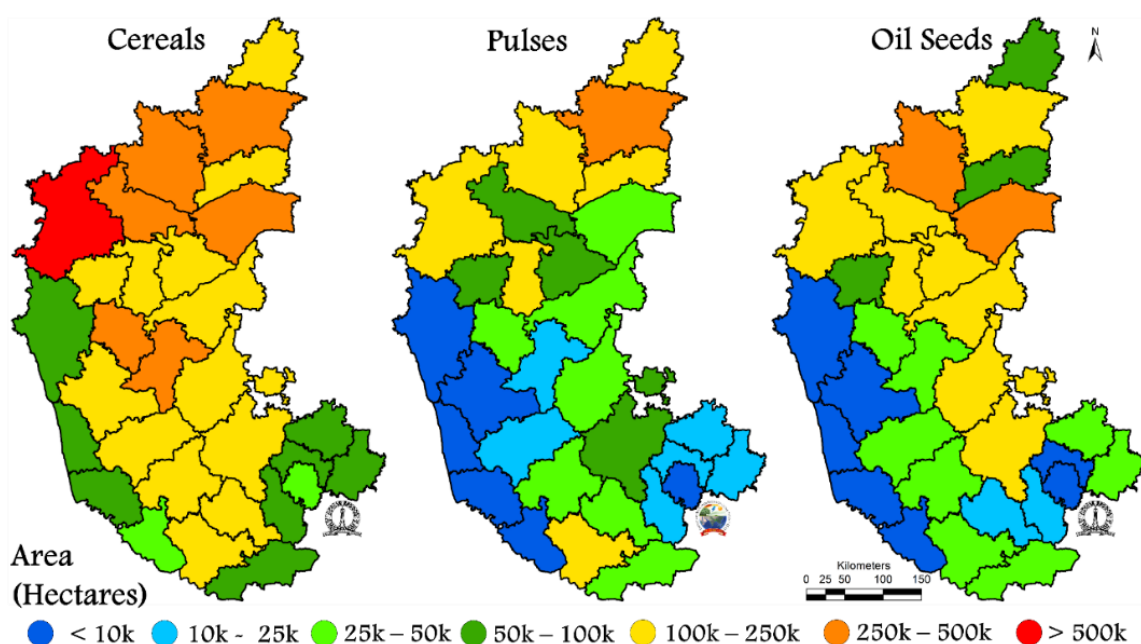 Cereals
Pulses
Oil Seeds
N
Area
(Hectares)
Kilometers
0 25 50 100 150
< 10k
10k - 25k
25k – 50k
50k – 100k
100k – 250k
250k – 500k
> 500k